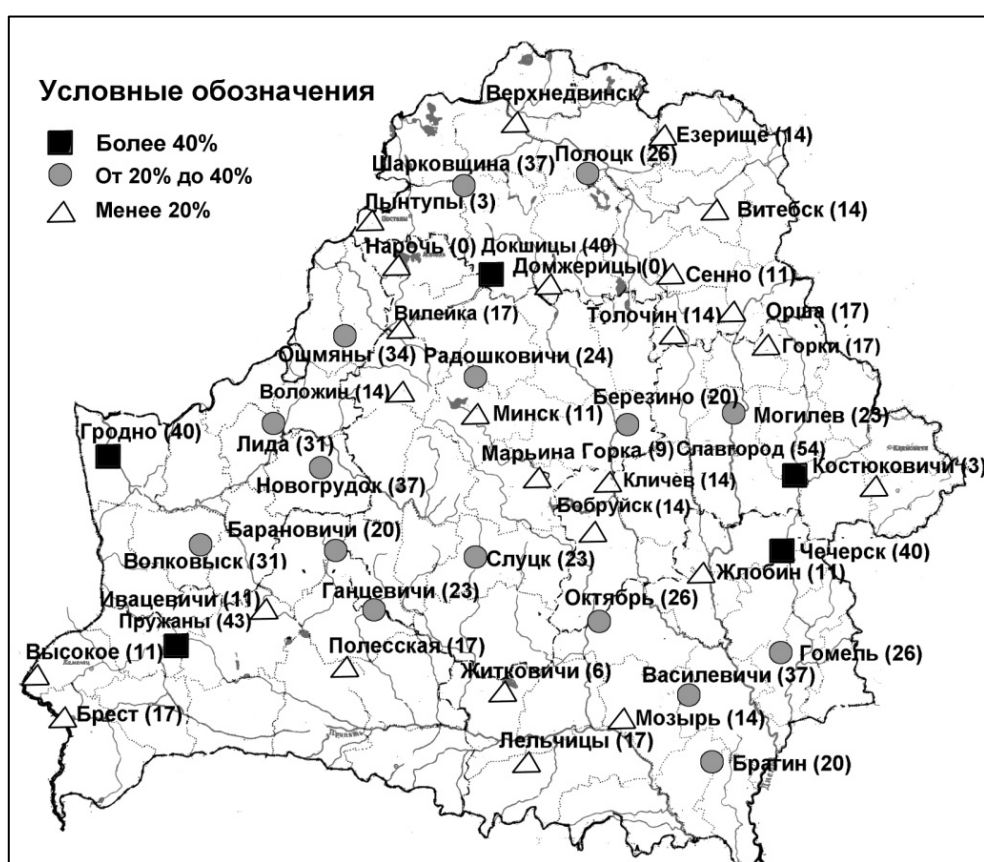 Условные обозначения
Более 40%
От 20% до 40%
Менее 20%
Верхнедвинск
Езерище (14)
Полоцк (26)
Шарковщина (37)
Лынтупы (3)
Витебск (14)
Нарочь (0)
Докшицы (40)
Домжерицы(0)
Сенно (11)
Вилейка (17)
Толочин (14)
Орша (17)
Горки (17)
Ошмяны (34)
Радошковичи (24)
Воложин (14)
Минск (11)
Березино (20)
Могилев (23)
Гродно (40)
Лида (31)
Марьина Горка (9)
Славгород (54)
Костюковичи (3)
Новогрудок (37)
Кличев (14)
Бобруйск (14)
Барановичи (20)
Волковыск (31)
Слуцк (23)
Чечерск (40)
Жлобин (11)
Ивацевичи (11)
Ганцевичи (23)
Октябрь (26)
Пружаны (43)
Высокое (11)
Полесская (17)
Житковичи (6)
Василевичи (37)
Гомель (26)
Брест (17)
Мозырь (14)
Лельчицы (17)
Брагин (20)